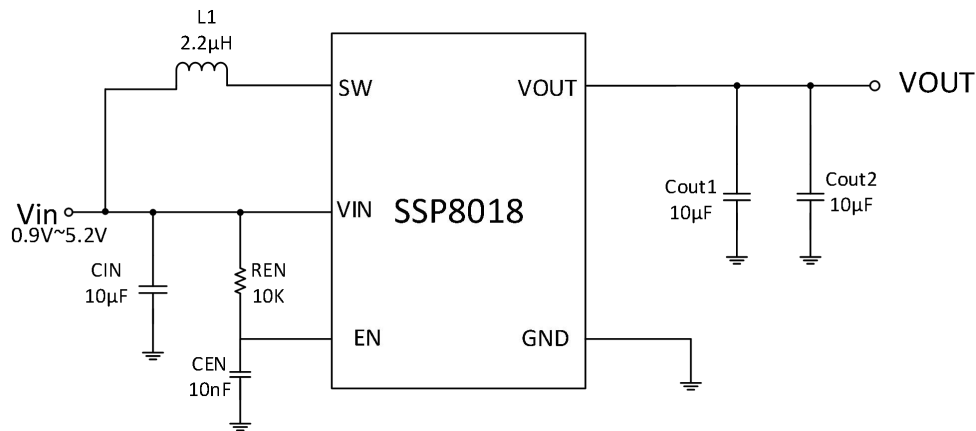 L1
2.2μH
SW
VOUT
VOUT
Vin
0.9V~5.2V
VIN
SSP8018
Cout1
10μF
Cout2
10μF
CIN
10μF
REN
10K
EN
GND
CEN
10nF